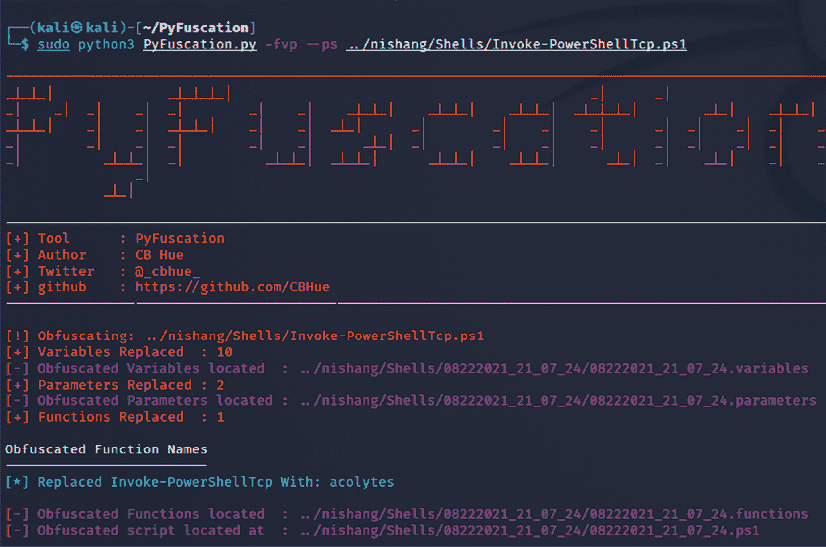 (kali㉿kali)-[~/PyFuscation]
$ sudo python3 PyFuscation.py -fvp --ps ../nishang/Shells/Invoke-PowerShellTcp.ps1
PyFuscation
[+] Tool : PyFuscation
[+] Author : CB Hue
[+] Twitter : @_cbhue_
[+] github : https://github.com/CBHue
[!] Obfuscating: ../nishang/Shells/Invoke-PowerShellTcp.ps1
[+] Variables Replaced : 10
[-] Obfuscated Variables located : ../nishang/Shells/08222021_21_07_24/08222021_21_07_24.variables
[+] Parameters Replaced : 2
[-] Obfuscated Parameters located : ../nishang/Shells/08222021_21_07_24/08222021_21_07_24.parameters
[+] Functions Replaced : 1
Obfuscated Function Names
[*] Replaced Invoke-PowerShellTcp With: acolytes
[-] Obfuscated Functions located : ../nishang/Shells/08222021_21_07_24/08222021_21_07_24.functions
[-] Obfuscated script located at : ../nishang/Shells/08222021_21_07_24/08222021_21_07_24.ps1